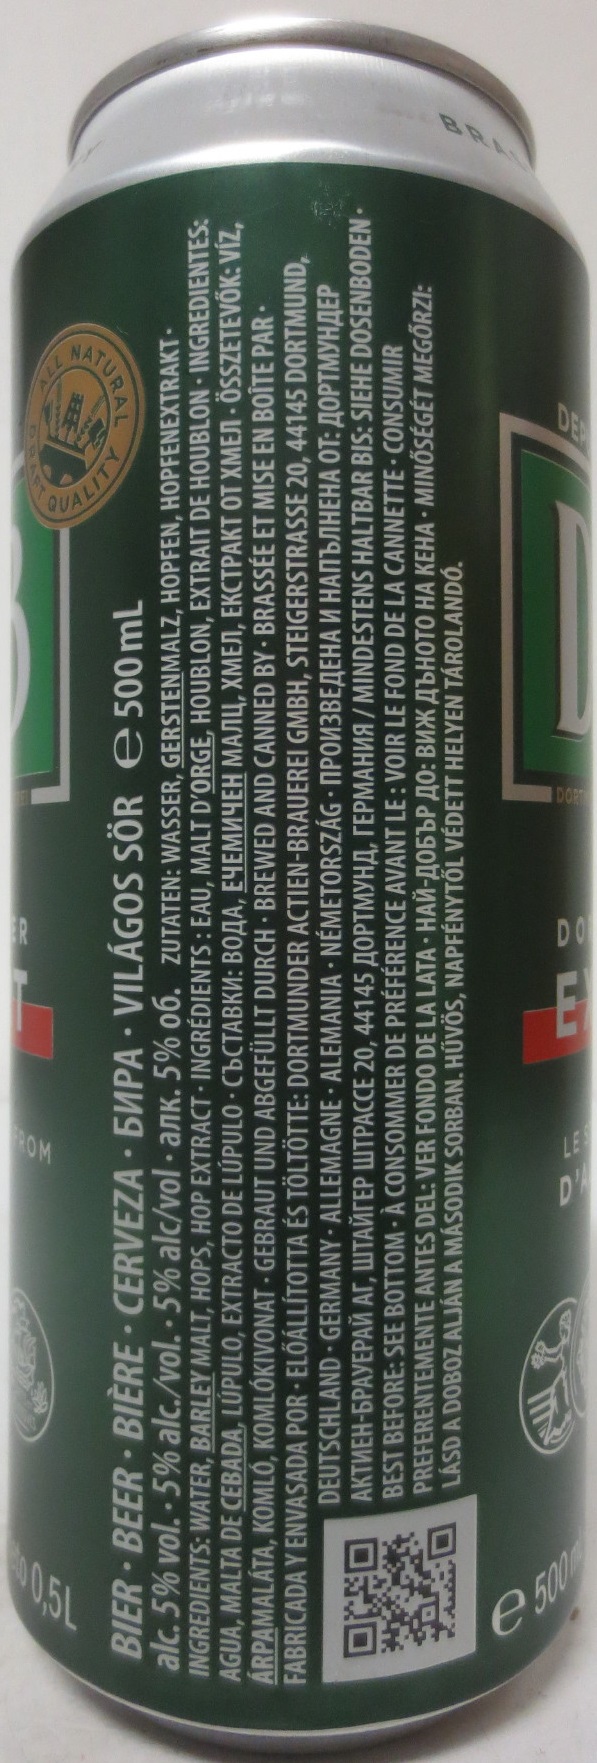 ALL NATURAL
DRAFT QUALITY
BIER · BEER · BIÈRE · CERVEZA · БИРА · VILÁGOS SÖR ℮ 500 mL
alc. 5% vol. · 5% alc./vol. · 5% alc/vol · алк. 5% об. ZUTATEN: WASSER, GERSTENMALZ, HOPFEN, HOPFENEXTRAKT ·
INGREDIENTS: WATER, BARLEY MALT, HOPS, HOP EXTRACT · INGRÉDIENTS : EAU, MALT D'ORGE, HOUBLON, EXTRAIT DE HOUBLON · INGREDIENTES:
AGUA, MALTA DE CEBADA, LÚPULO, EXTRACTO DE LÚPULO · СЪСТАВКИ: ВОДА, ЕЧЕМИЧЕН МАЛЦ, ХМЕЛ, ЕКСТРАКТ ОТ ХМЕЛ · ÖSSZETEVŐK: VÍZ,
ÁRPAMALÁTA, KOMLÓ, KOMLÓKIVONAT · GEBRAUT UND ABGEFÜLLT DURCH · BREWED AND CANNED BY · BRASSÉE ET MISE EN BOÎTE PAR ·
FABRICADA Y ENVASADA POR · ELŐÁLLÍTOTTA ÉS TÖLTÖTTE: DORTMUNDER ACTIEN-BRAUEREI GMBH, STEIGERSTRASSE 20, 44145 DORTMUND,
DEUTSCHLAND · GERMANY · ALLEMAGNE · ALEMANIA · NÉMETORSZÁG · ПРОИЗВЕДЕНА И НАПЪЛНЕНА ОТ: ДОРТМУНДЕР
АКТИЕН-БРАУЕРАЙ АГ, ЩАЙГЕР ШТРАССЕ 20, 44145 ДОРТМУНД, ГЕРМАНИЯ / MINDESTENS HALTBAR BIS: SIEHE DOSENBODEN ·
BEST BEFORE: SEE BOTTOM · À CONSOMMER DE PRÉFÉRENCE AVANT LE : VOIR LE FOND DE LA CANNETTE · CONSUMIR
PREFERENTEMENTE ANTES DEL: VER FONDO DE LA LATA · НАЙ-ДОБЪР ДО: ВИЖ ДЪНОТО НА КЕНА · MINŐSÉGÉT MEGŐRZI:
LÁSD A DOBOZ ALJÁN A MÁSODIK SORBAN. HŰVÖS, NAPFÉNYTŐL VÉDETT HELYEN TÁROLANDÓ.
FROM
0,5L
℮ 500